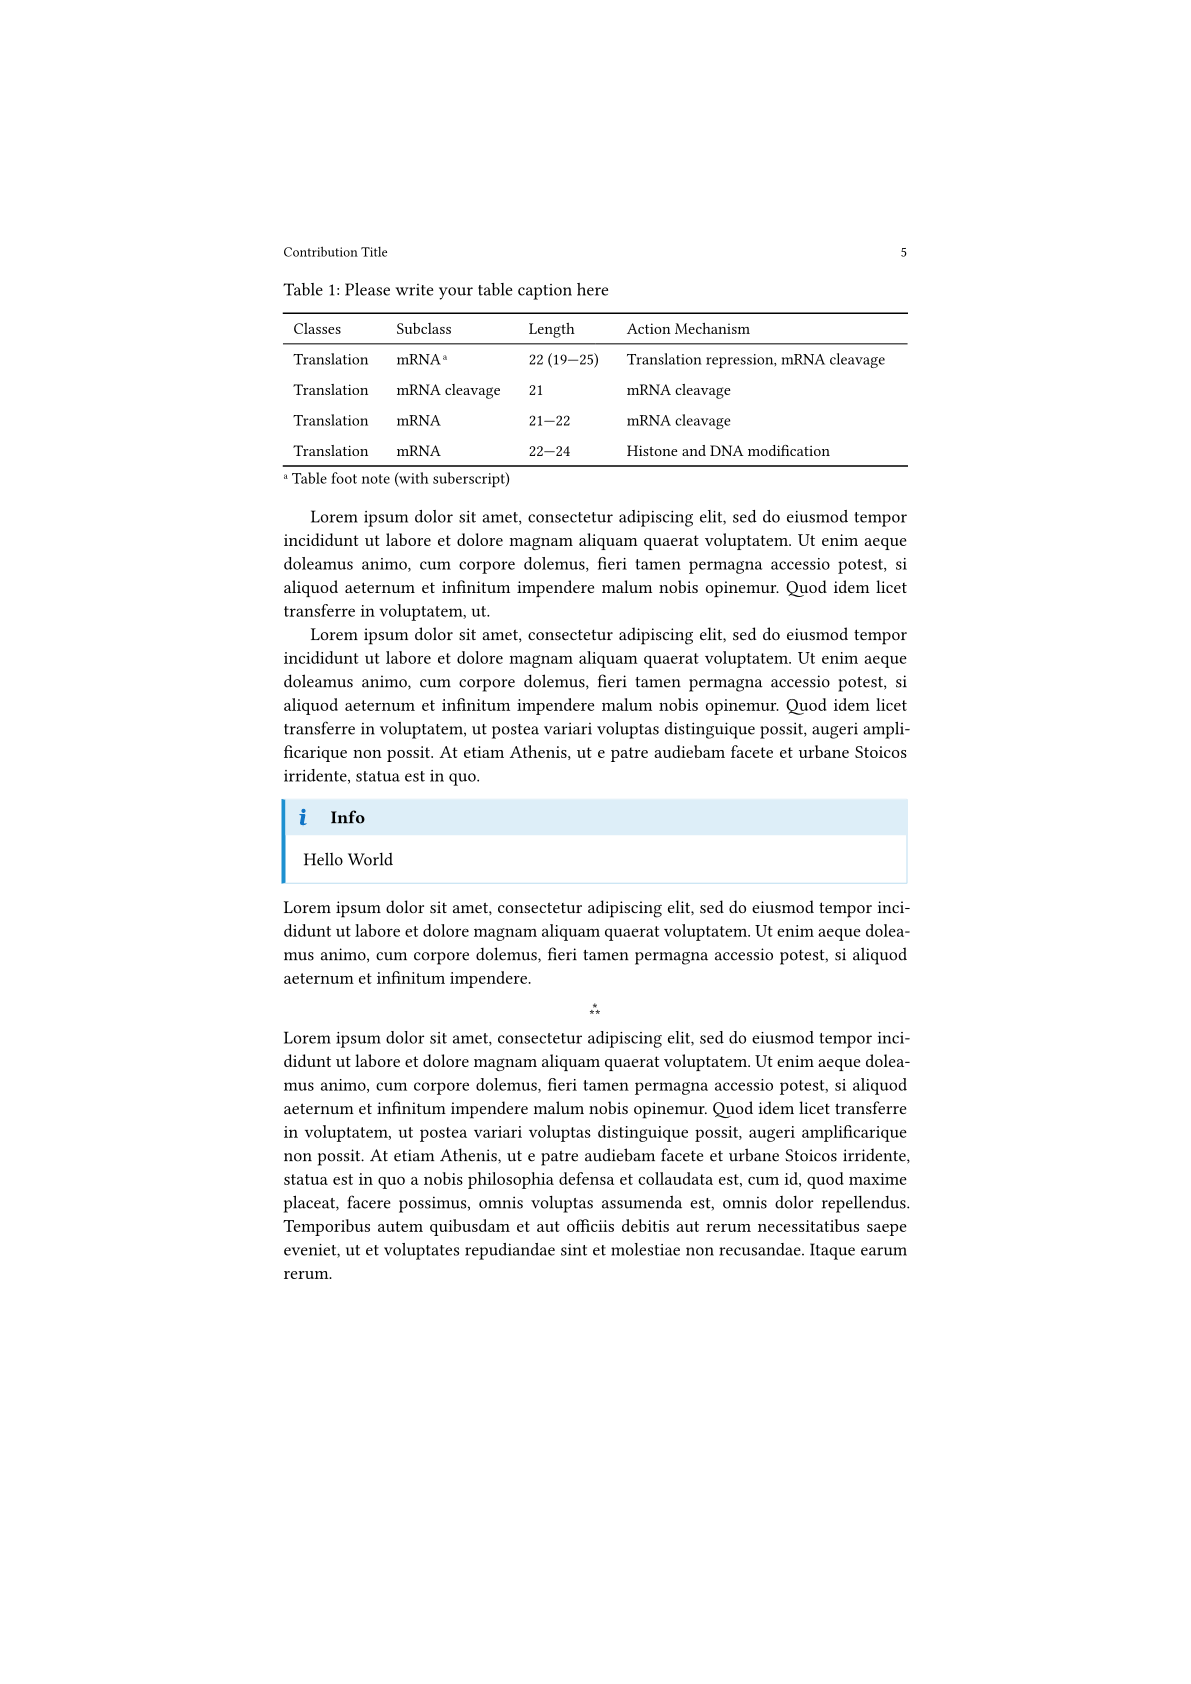 Contribution Title 5
Table 1: Please write your table caption here
Classes Subclass Length Action Mechanism
Translation mRNA a 22 (19—25) Translation repression, mRNA cleavage
Translation mRNA cleavage 21 mRNA cleavage
Translation mRNA 21—22 mRNA cleavage
Translation mRNA 22—24 Histone and DNA modification
a Table foot note (with suberscript)
Lorem ipsum dolor sit amet, consectetur adipiscing elit, sed do eiusmod tempor
incididunt ut labore et dolore magnam aliquam quaerat voluptatem. Ut enim aeque
doleamus animo, cum corpore dolemus, fieri tamen permagna accessio potest, si
aliquod aeternum et infinitum impendere malum nobis opinemur. Quod idem licet
transferre in voluptatem, ut.
Lorem ipsum dolor sit amet, consectetur adipiscing elit, sed do eiusmod tempor
incididunt ut labore et dolore magnam aliquam quaerat voluptatem. Ut enim aeque
doleamus animo, cum corpore dolemus, fieri tamen permagna accessio potest, si
aliquod aeternum et infinitum impendere malum nobis opinemur. Quod idem licet
transferre in voluptatem, ut postea variari voluptas distinguique possit, augeri ampli-
ficarique non possit. At etiam Athenis, ut e patre audiebam facete et urbane Stoicos
irridente, statua est in quo.
i Info
Hello World
Lorem ipsum dolor sit amet, consectetur adipiscing elit, sed do eiusmod tempor inci-
didunt ut labore et dolore magnam aliquam quaerat voluptatem. Ut enim aeque dolea-
mus animo, cum corpore dolemus, fieri tamen permagna accessio potest, si aliquod
aeternum et infinitum impendere.
⁂
Lorem ipsum dolor sit amet, consectetur adipiscing elit, sed do eiusmod tempor inci-
didunt ut labore et dolore magnam aliquam quaerat voluptatem. Ut enim aeque dolea-
mus animo, cum corpore dolemus, fieri tamen permagna accessio potest, si aliquod
aeternum et infinitum impendere malum nobis opinemur. Quod idem licet transferre
in voluptatem, ut postea variari voluptas distinguique possit, augeri amplificarique
non possit. At etiam Athenis, ut e patre audiebam facete et urbane Stoicos irridente,
statua est in quo a nobis philosophia defensa et collaudata est, cum id, quod maxime
placeat, facere possimus, omnis voluptas assumenda est, omnis dolor repellendus.
Temporibus autem quibusdam et aut officiis debitis aut rerum necessitatibus saepe
eveniet, ut et voluptates repudiandae sint et molestiae non recusandae. Itaque earum
rerum.